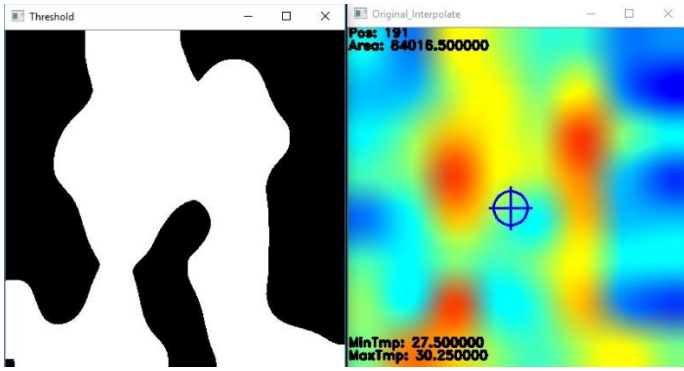 Threshold
Original_Interpolate
Pos: 191
Area: 84016.500000
MinTmp: 27.500000
MaxTmp: 30.250000